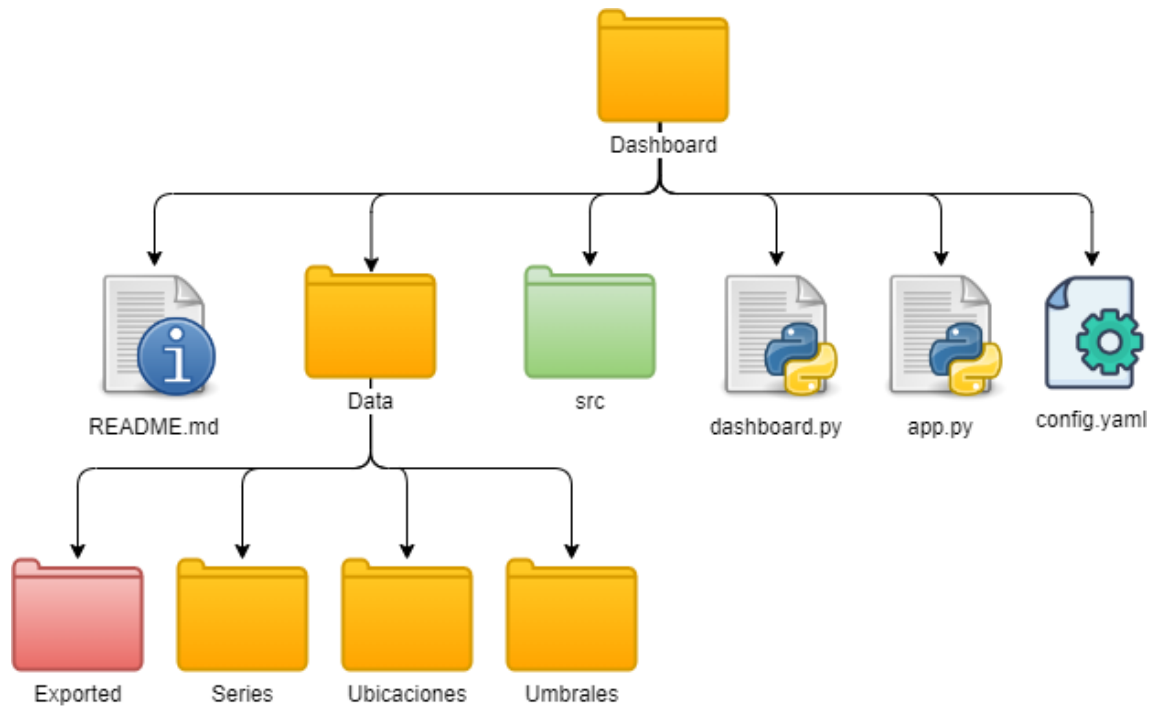 Dashboard
README.md
Data
src
dashboard.py
app.py
config.yaml
Exported
Series
Ubicaciones
Umbrales